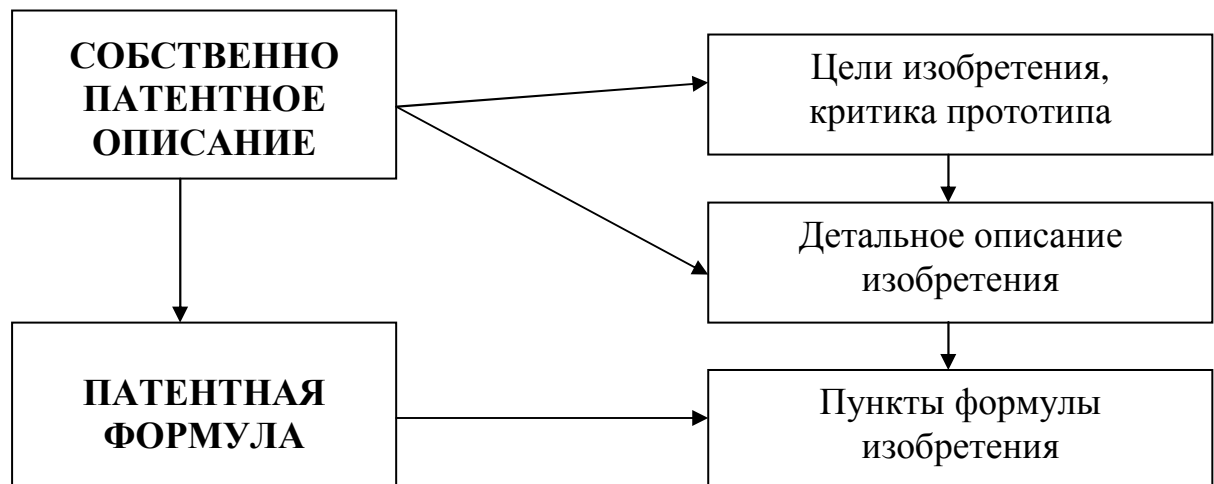 СОБСТВЕННО
ПАТЕНТНОЕ
ОПИСАНИЕ
Цели изобретения,
критика прототипа
Детальное описание
изобретения
ПАТЕНТНАЯ
ФОРМУЛА
Пункты формулы
изобретения